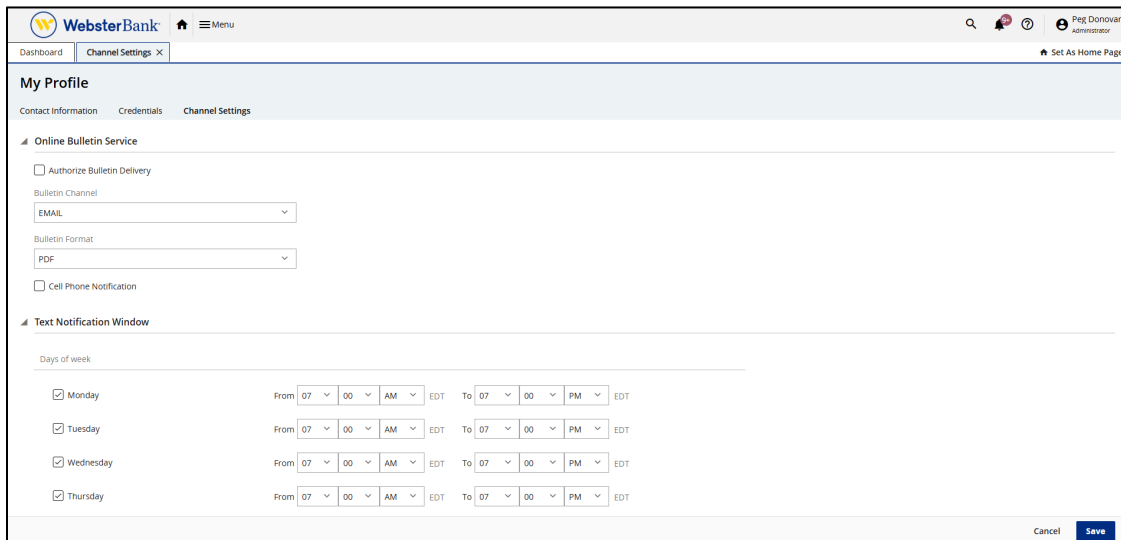 WebsterBank Menu 9+ Peg Donovan
Administrator
Dashboard Channel Settings Set As Home Page
My Profile
Contact Information Credentials Channel Settings
Online Bulletin Service
Authorize Bulletin Delivery
Bulletin Channel
EMAIL
Bulletin Format
PDF
Cell Phone Notification
Text Notification Window
Days of week
Monday From 07 00 AM EDT To 07 00 PM EDT
Tuesday From 07 00 AM EDT To 07 00 PM EDT
Wednesday From 07 00 AM EDT To 07 00 PM EDT
Thursday From 07 00 AM EDT To 07 00 PM EDT
Cancel Save